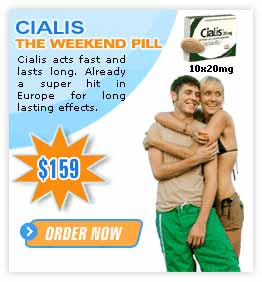 CIALIS
THE WEEKEND PILL
Cialis acts fast and
lasts long. Already
a super hit in
Europe for long
lasting effects.
Cialis 20mg
10x20mg
$159
ORDER NOW